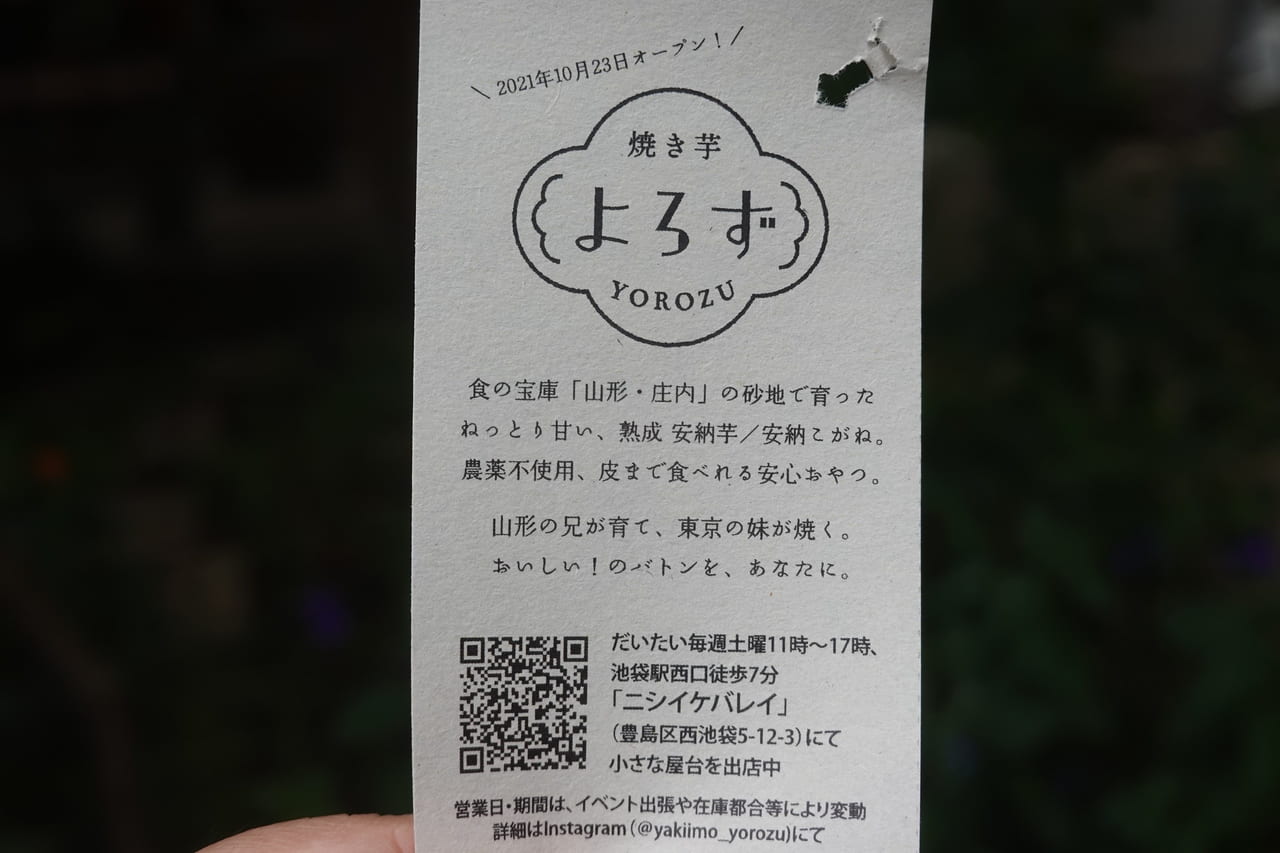 ＼2021年10月23日オープン！／
焼き芋
よろず
YOROZU
食の宝庫「山形・庄内」の砂地で育った
ねっとり甘い、熟成 安納芋／安納こがね。
農薬不使用、皮まで食べれる安心おやつ。
山形の兄が育て、東京の妹が焼く。
おいしい！のバトンを、あなたに。
だいたい毎週土曜11時〜17時、
池袋駅西口徒歩7分
「ニシイケバレイ」
（豊島区西池袋5-12-3）にて
小さな屋台を出店中
営業日・期間は、イベント出張や在庫都合等により変動
詳細はInstagram（@yakiimo_yorozu)にて